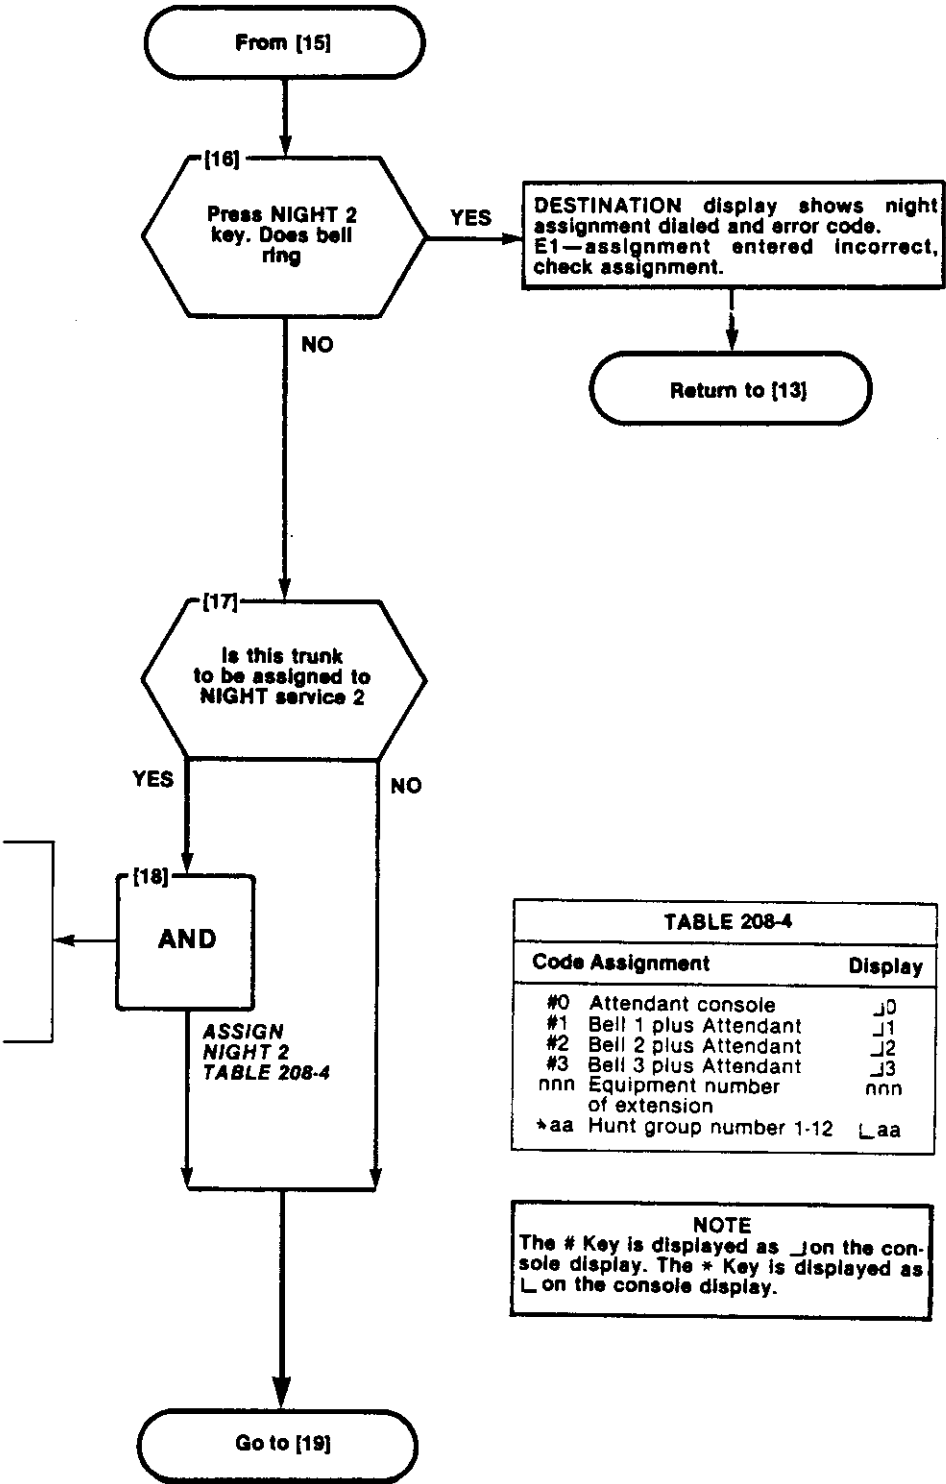 From [15]
[16]
Press NIGHT 2
key. Does bell
ring
YES
DESTINATION display shows night
assignment dialed and error code.
E1—assignment entered incorrect,
check assignment.
NO
Return to [13]
[17]
Is this trunk
to be assigned to
NIGHT service 2
YES
NO
[18]
AND
ASSIGN
NIGHT 2
TABLE 208-4
TABLE 208-4
Code Assignment Display
#0 Attendant console ⅃0
#1 Bell 1 plus Attendant ⅃1
#2 Bell 2 plus Attendant ⅃2
#3 Bell 3 plus Attendant ⅃3
nnn Equipment number nnn
of extension
*aa Hunt group number 1-12 Laa
NOTE
The # Key is displayed as ⅃ on the con-
sole display. The * Key is displayed as
L on the console display.
Go to [19]